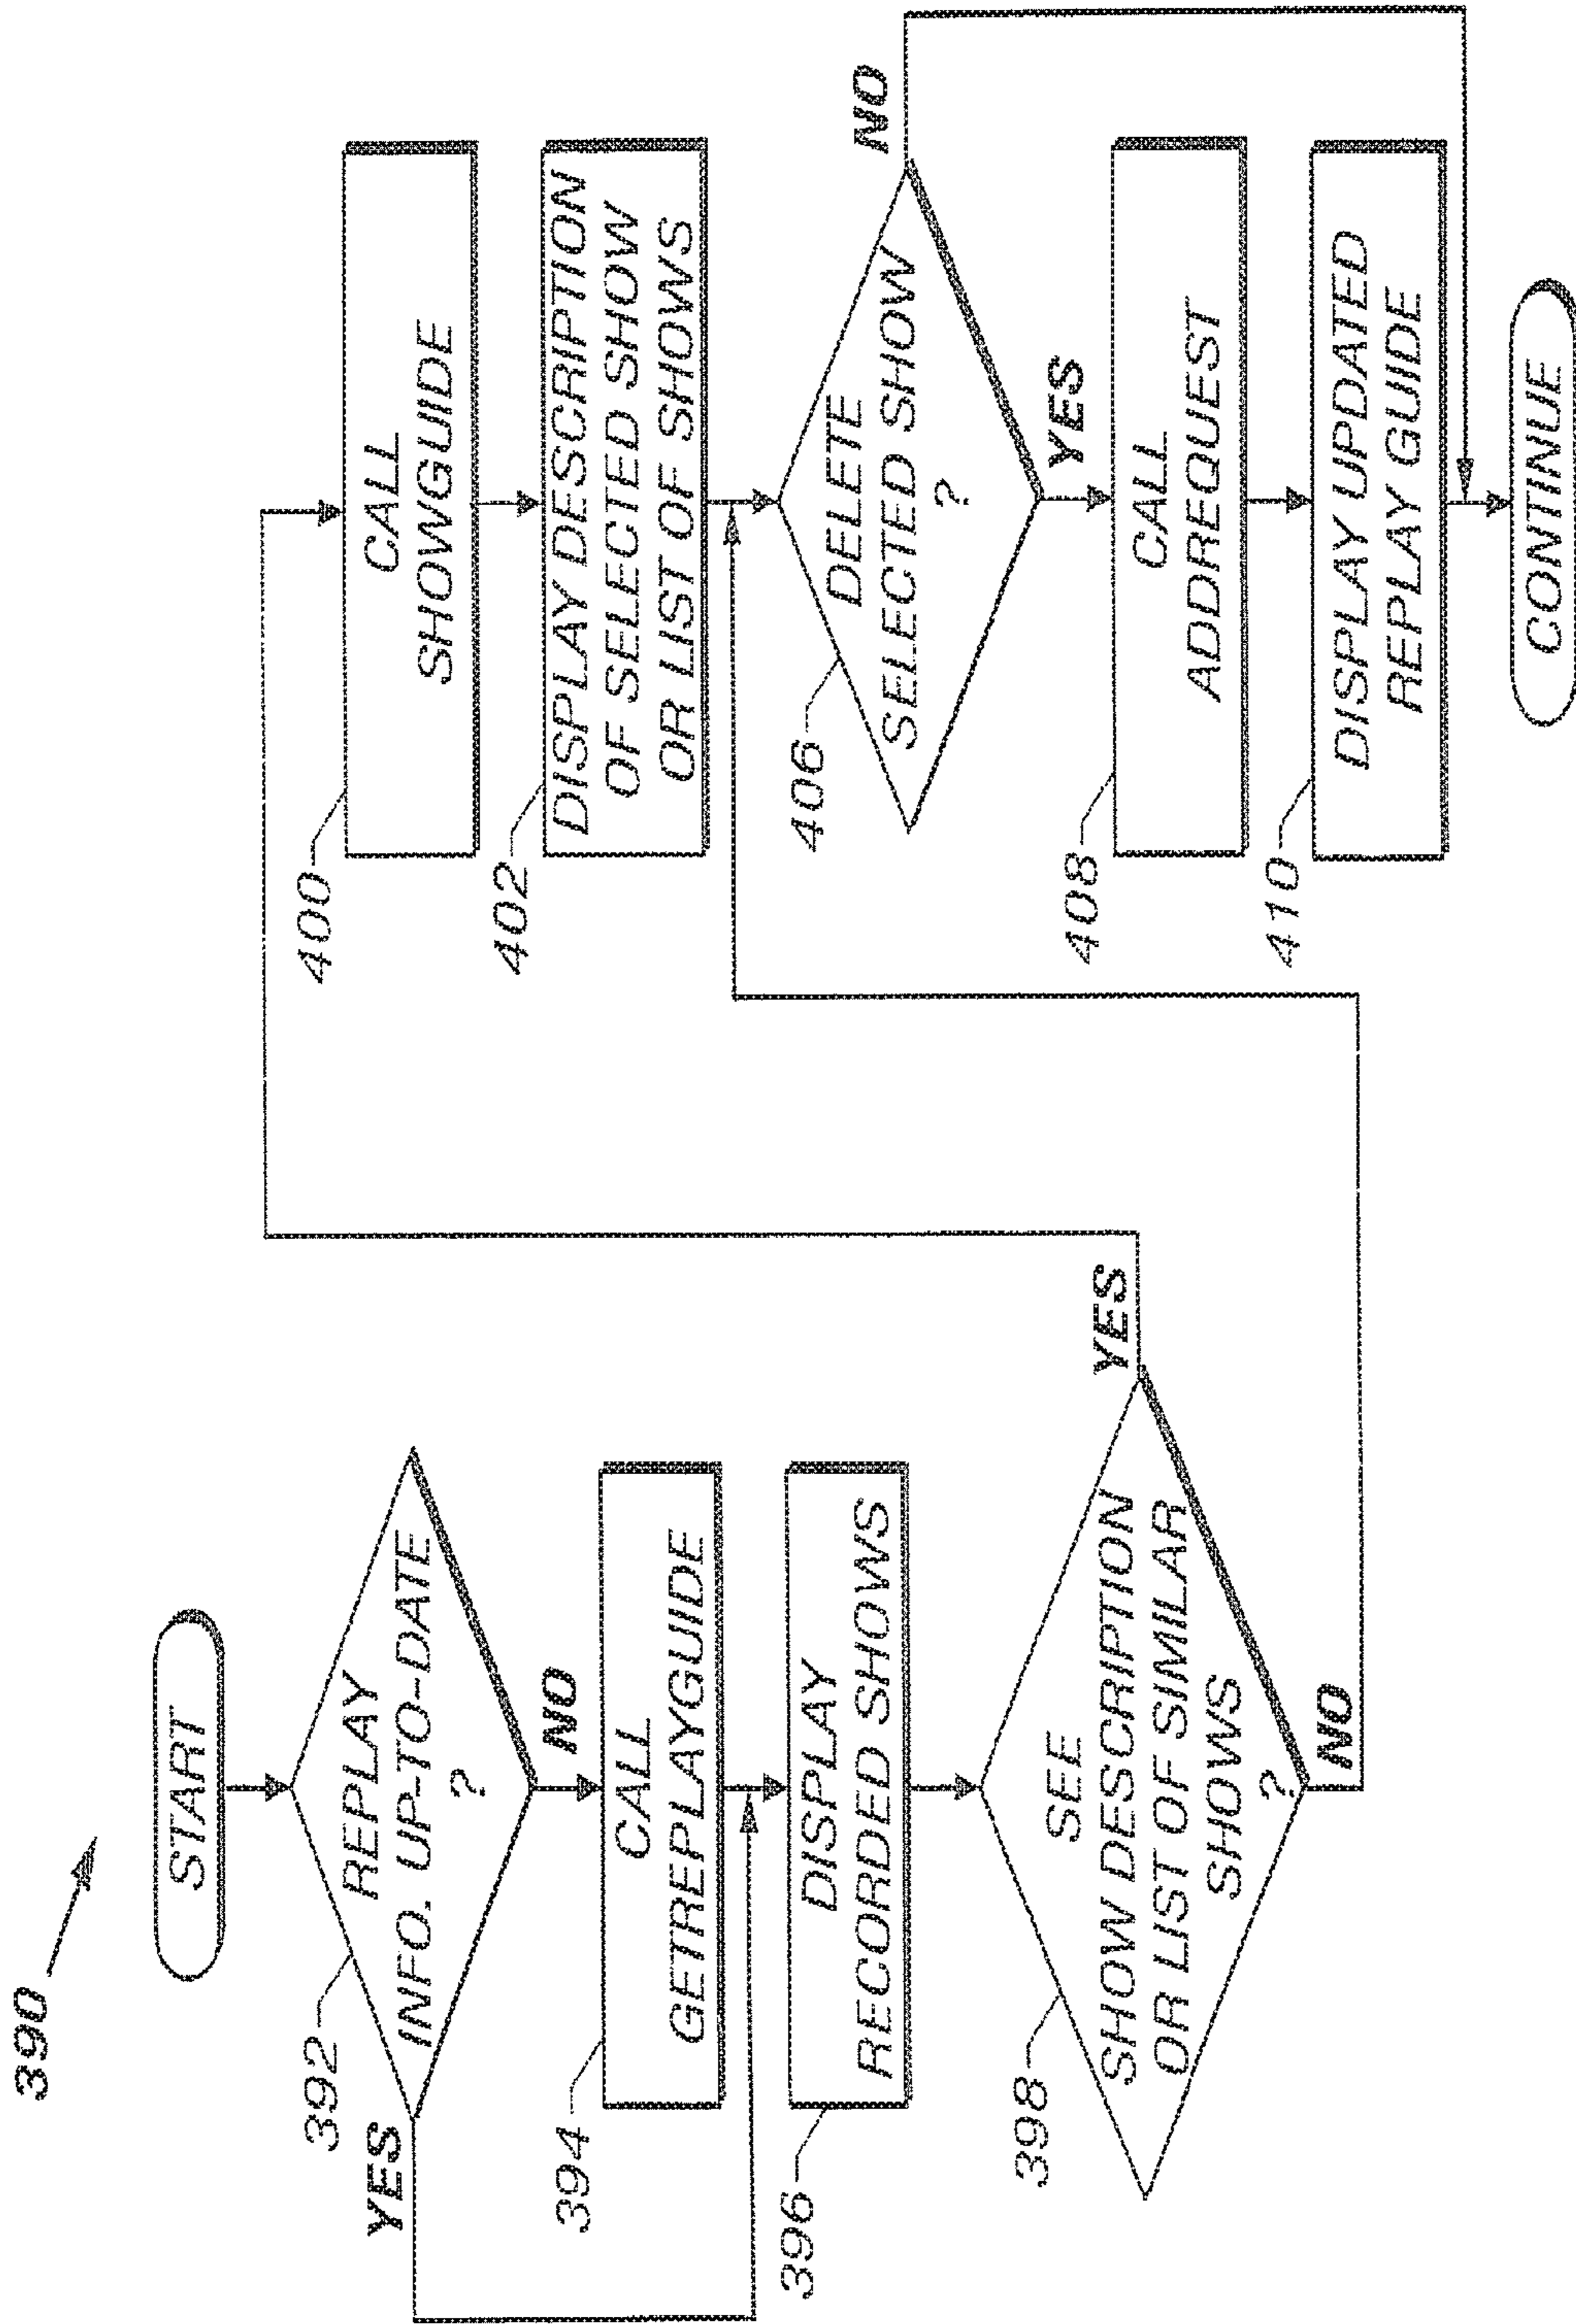 390
START
392
REPLAY
INFO. UP-TO-DATE
?
YES
NO
394
CALL
GETREPLAYGUIDE
396
DISPLAY
RECORDED SHOWS
398
SEE
SHOW DESCRIPTION
OR LIST OF SIMILAR
SHOWS
?
YES
NO
400
CALL
SHOWGUIDE
402
DISPLAY DESCRIPTION
OF SELECTED SHOW
OR LIST OF SHOWS
406
DELETE
SELECTED SHOW
?
NO
YES
408
CALL
ADDREQUEST
410
DISPLAY UPDATED
REPLAY GUIDE
CONTINUE